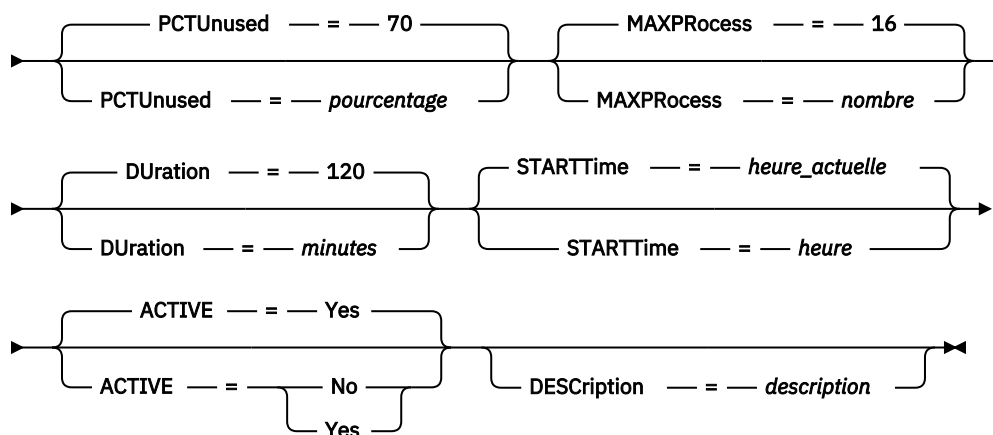 PCTUnused = 70 MAXPRocess = 16
PCTUnused = pourcentage MAXPRocess = nombre
DUration = 120 STARTTime = heure_actuelle
DUration = minutes STARTTime = heure
ACTIVE = Yes
ACTIVE = No DESCription = description
Yes